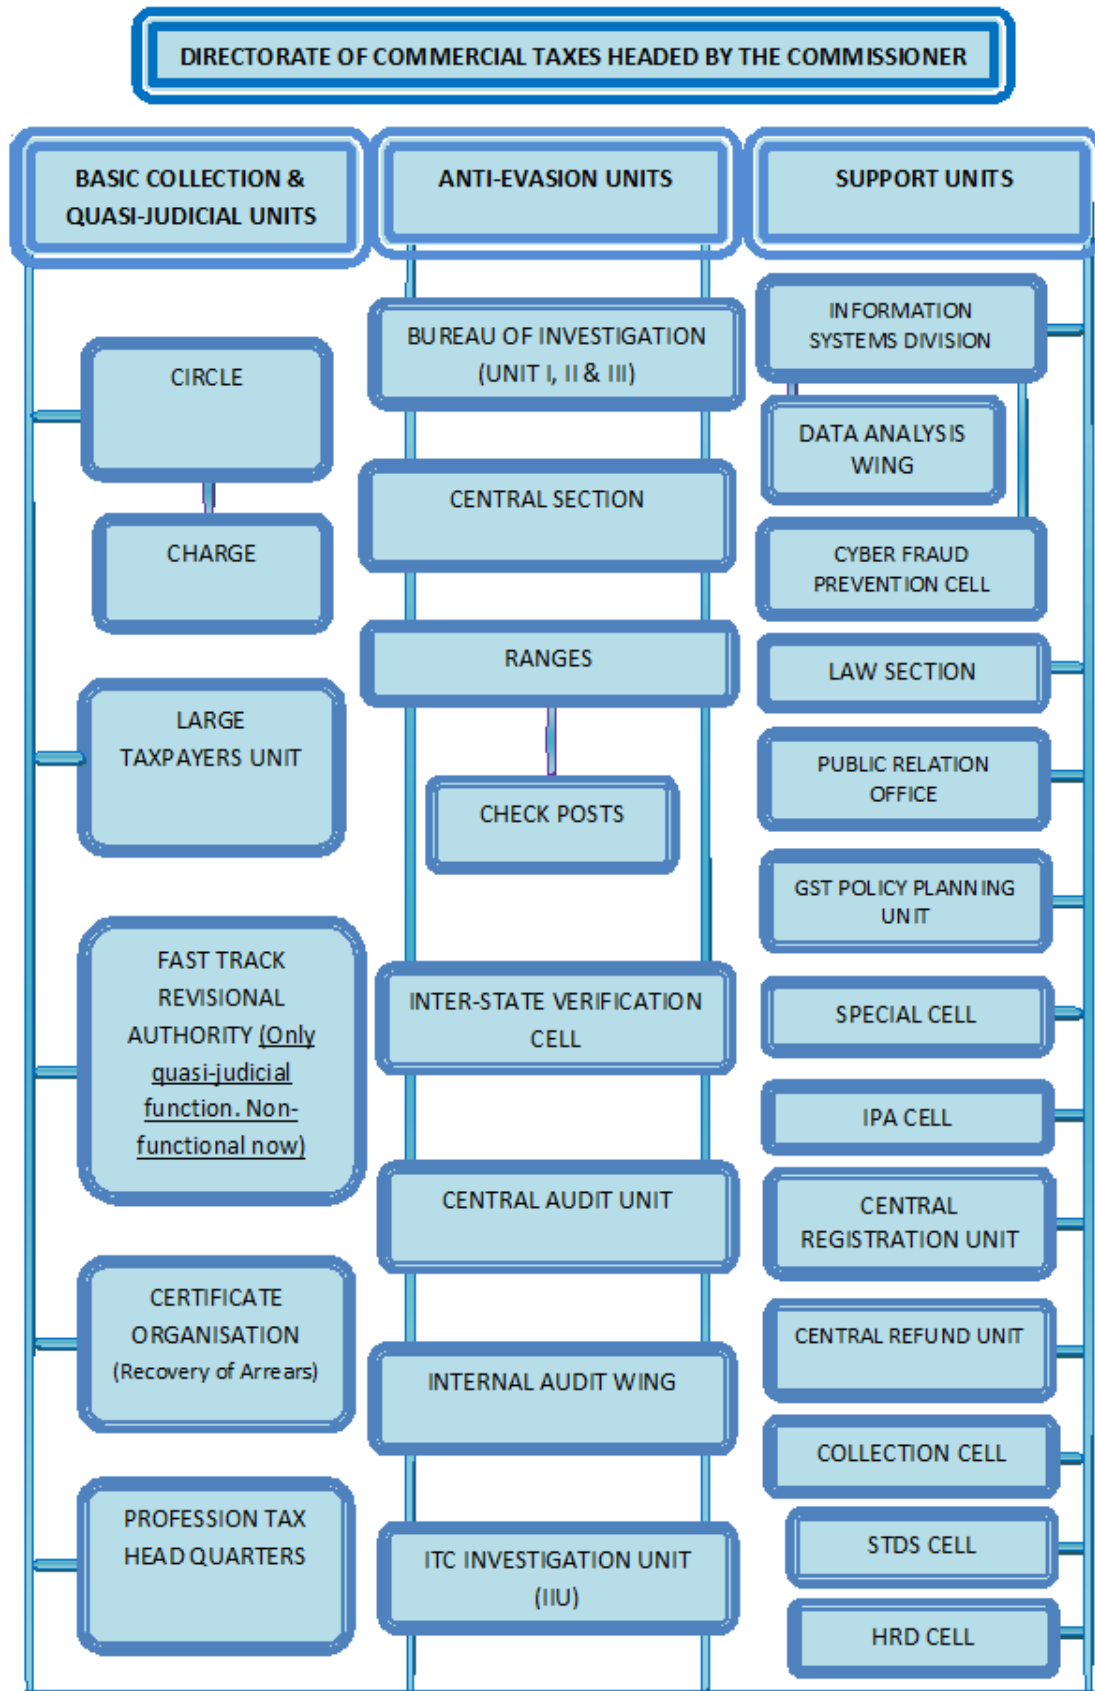 DIRECTORATE OF COMMERCIAL TAXES HEADED BY THE COMMISSIONER
BASIC COLLECTION &
QUASI-JUDICIAL UNITS
CIRCLE
CHARGE
LARGE
TAXPAYERS UNIT
FAST TRACK
REVISIONAL
AUTHORITY (Only
quasi-judicial
function. Non-
functional now)
CERTIFICATE
ORGANISATION
(Recovery of Arrears)
PROFESSION TAX
HEAD QUARTERS
ANTI-EVASION UNITS
BUREAU OF INVESTIGATION
(UNIT I, II & III)
CENTRAL SECTION
RANGES
CHECK POSTS
INTER-STATE VERIFICATION
CELL
CENTRAL AUDIT UNIT
INTERNAL AUDIT WING
ITC INVESTIGATION UNIT
(IIU)
SUPPORT UNITS
INFORMATION
SYSTEMS DIVISION
DATA ANALYSIS
WING
CYBER FRAUD
PREVENTION CELL
LAW SECTION
PUBLIC RELATION
OFFICE
GST POLICY PLANNING
UNIT
SPECIAL CELL
IPA CELL
CENTRAL
REGISTRATION UNIT
CENTRAL REFUND UNIT
COLLECTION CELL
STDS CELL
HRD CELL